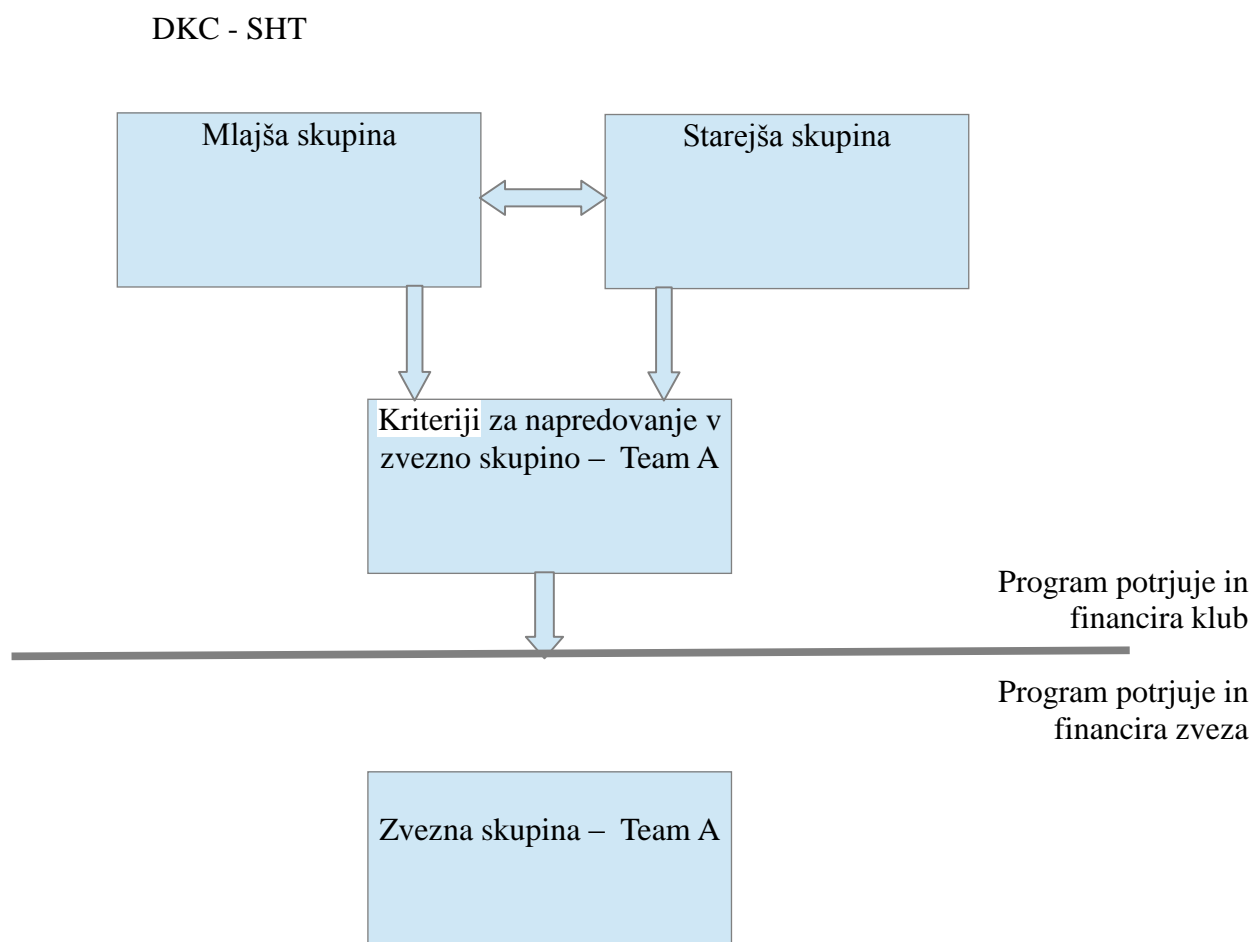 DKC - SHT
Mlajša skupina
Starejša skupina
Kriteriji za napredovanje v
zvezno skupino – Team A
Program potrjuje in
financira klub
Program potrjuje in
financira zveza
Zvezna skupina – Team A